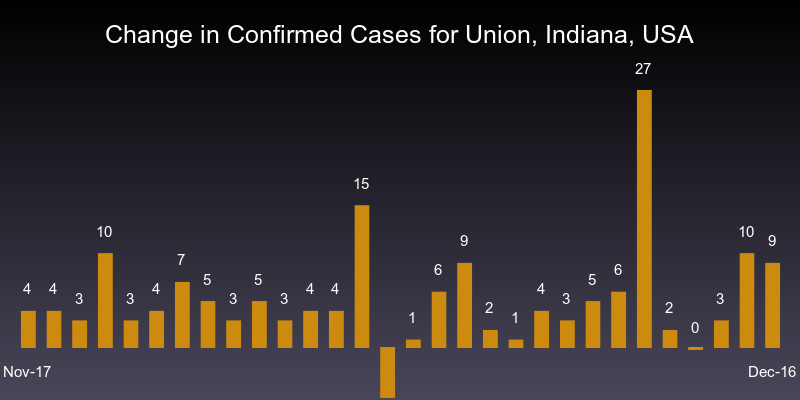 Change in Confirmed Cases for Union, Indiana, USA
4 4 3 10 3 4 7 5 3 5 3 4 4 15 1 6 9 2 1 4 3 5 6 27 2 0 3 10 9
Nov-17 Dec-16